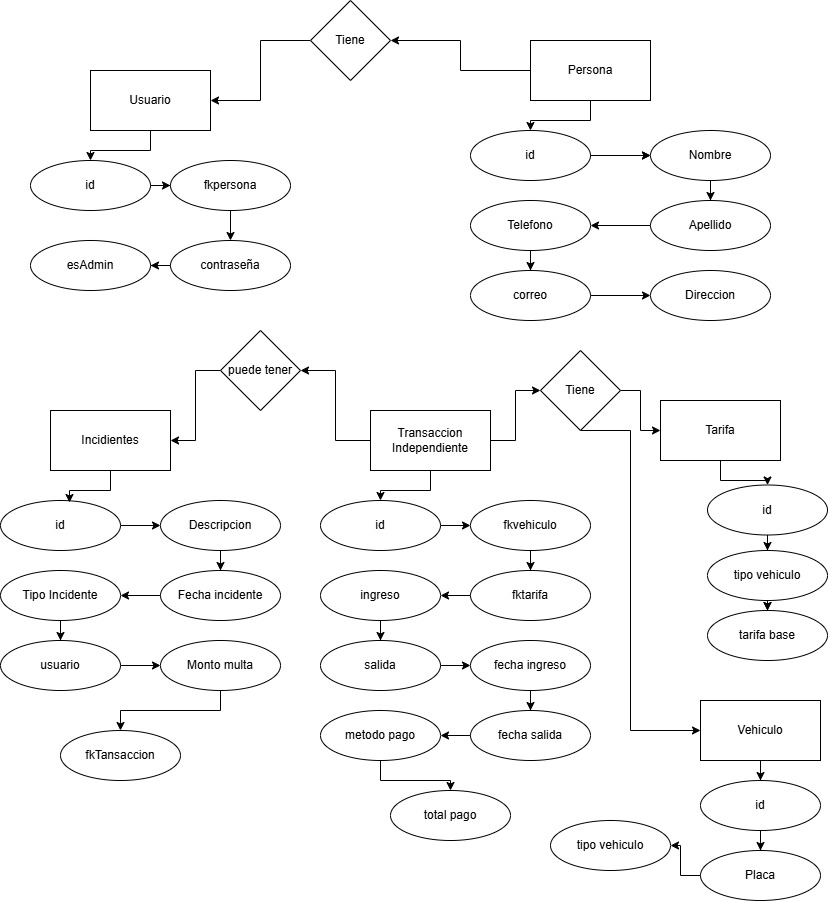 Tiene
Usuario
Persona
id
fkpersona
esAdmin
contraseña
id
Nombre
Telefono
Apellido
correo
Direccion
puede tener
Tiene
Incidientes
Transaccion
Independiente
Tarifa
id
Descripcion
Tipo Incidente
Fecha incidente
usuario
Monto multa
fkTansaccion
id
fkvehiculo
ingreso
fktarifa
salida
fecha ingreso
metodo pago
fecha salida
total pago
id
tipo vehiculo
tarifa base
Vehiculo
id
tipo vehiculo
Placa